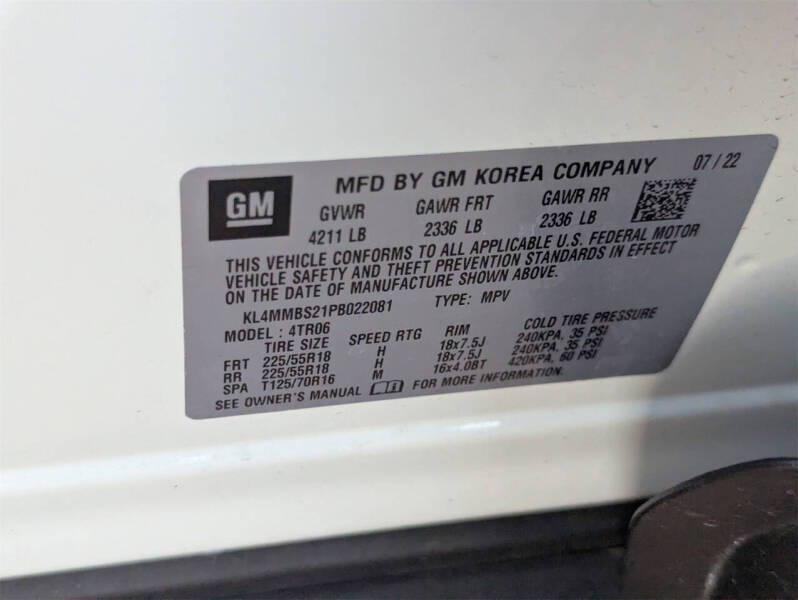 GM
MFD BY GM KOREA COMPANY 07 / 22
GVWR GAWR FRT GAWR RR
4211 LB 2336 LB 2336 LB
THIS VEHICLE CONFORMS TO ALL APPLICABLE U.S. FEDERAL MOTOR
VEHICLE SAFETY AND THEFT PREVENTION STANDARDS IN EFFECT
ON THE DATE OF MANUFACTURE SHOWN ABOVE.
KL4MMBS21PB022081 TYPE: MPV
MODEL : 4TR06
TIRE SIZE SPEED RTG RIM COLD TIRE PRESSURE
FRT 225/55R18 H 18x7.5J 240KPA, 35 PSI
RR 225/55R18 H 18x7.5J 240KPA, 35 PSI
SPA T125/70R16 M 16x4.0BT 420KPA, 60 PSI
SEE OWNER'S MANUAL FOR MORE INFORMATION.